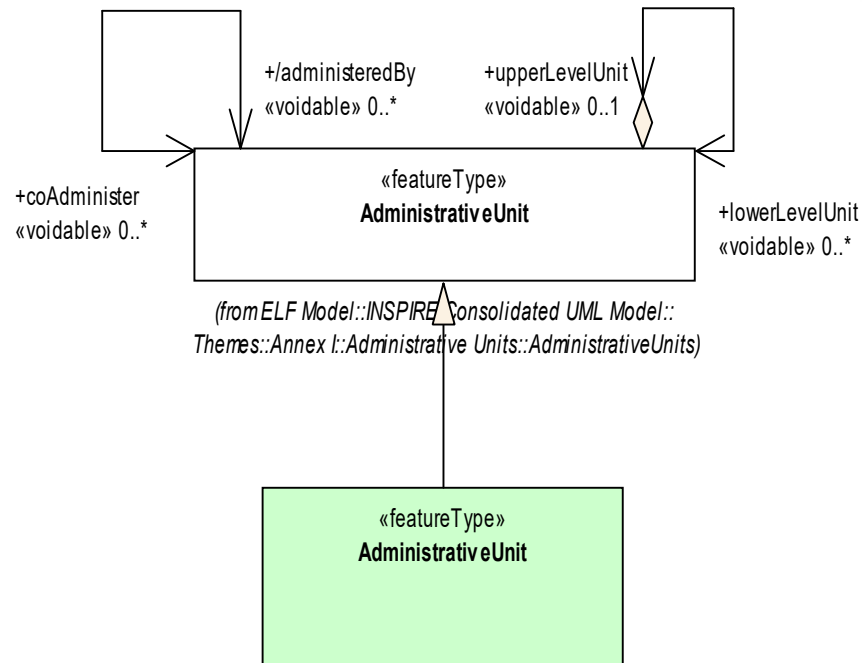 +/administeredBy
«voidable» 0..*
+upperLevelUnit
«voidable» 0..1
+coAdminister
«voidable» 0..*
«featureType»
AdministrativeUnit
+lowerLevelUnit
«voidable» 0..*
(from ELF Model::INSPIRE Consolidated UML Model::
Themes::Annex I::Administrative Units::AdministrativeUnits)
«featureType»
AdministrativeUnit